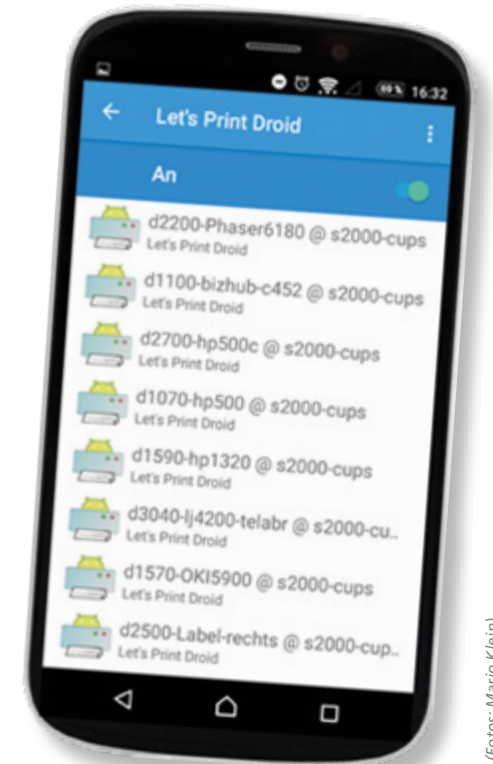 69% 16:32
Let's Print Droid
An
d2200-Phaser6180 @ s2000-cups
Let's Print Droid
d1100-bizhub-c452 @ s2000-cups
Let's Print Droid
d2700-hp500c @ s2000-cups
Let's Print Droid
d1070-hp500 @ s2000-cups
Let's Print Droid
d1590-hp1320 @ s2000-cups
Let's Print Droid
d3040-lj4200-telabr @ s2000-cu..
Let's Print Droid
d1570-OKI5900 @ s2000-cups
Let's Print Droid
d2500-Label-rechts @ s2000-cup..
Let's Print Droid
(Fotos: Mario Klein)